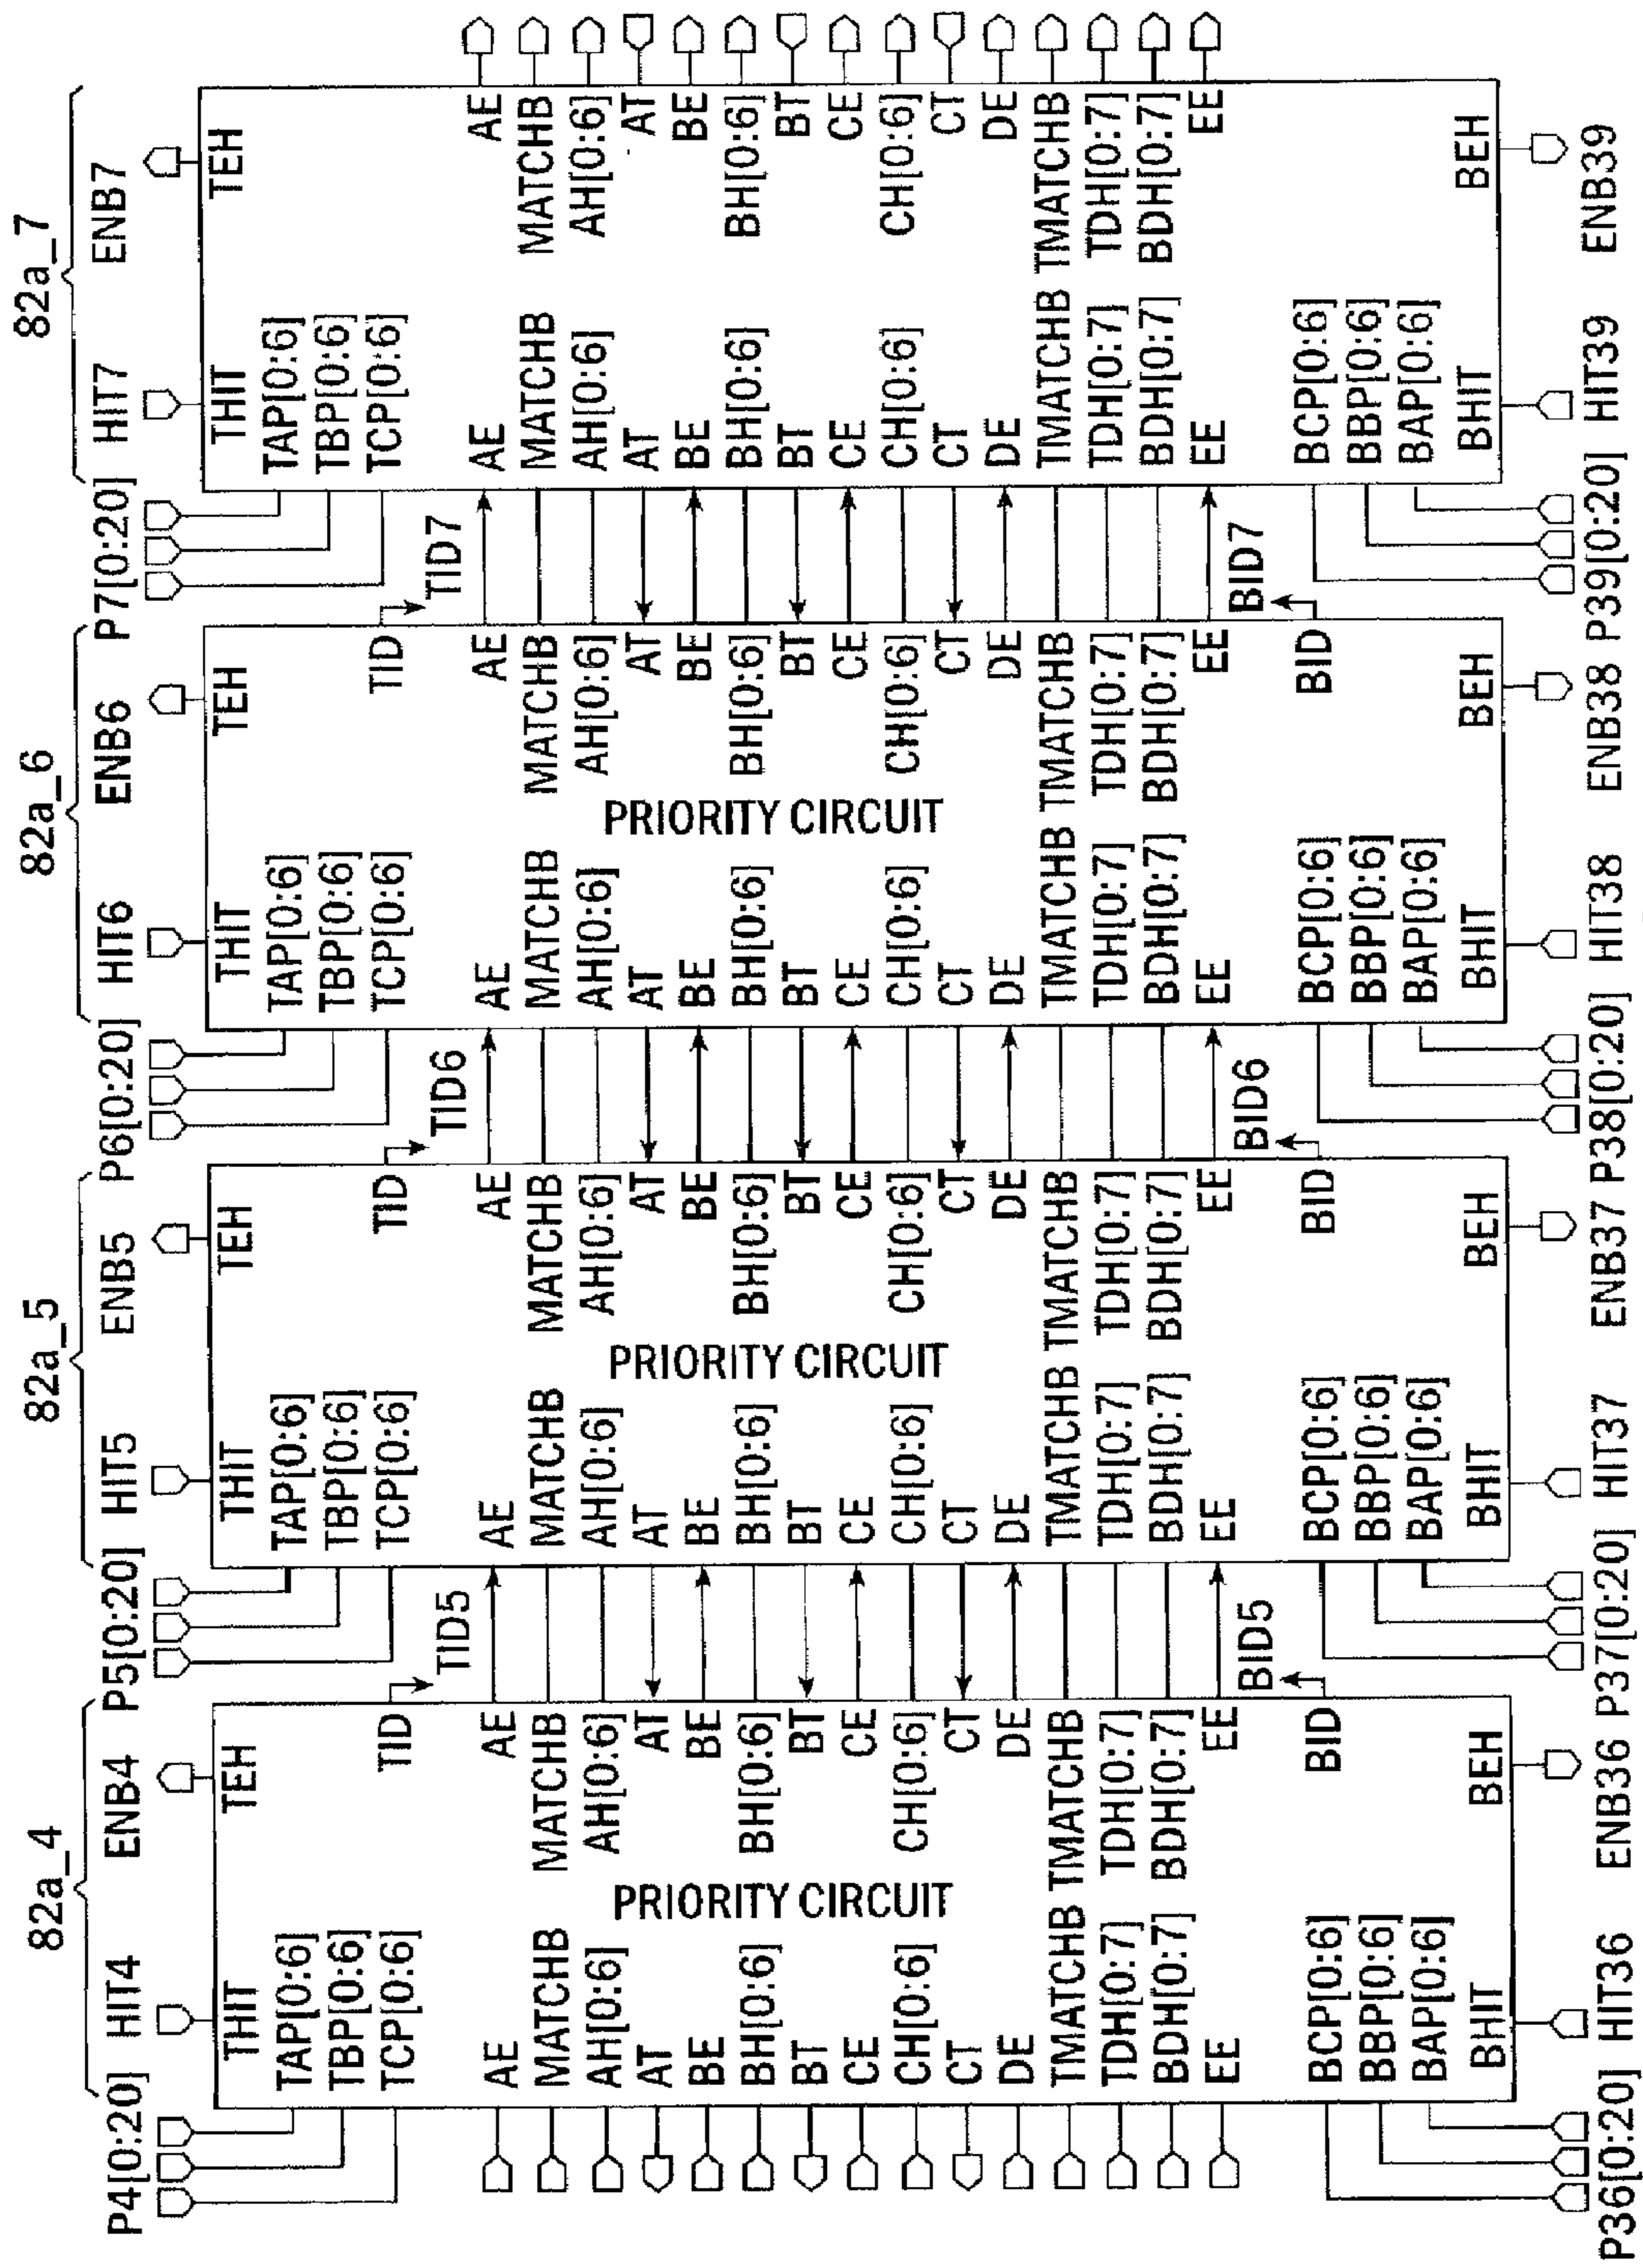 82a_4
P4[0:20] HIT4 ENB4
THIT TEH
TAP[0:6]
TBP[0:6]
TCP[0:6] TID
TID5
AE AE
MATCHB MATCHB
AH[0:6] AH[0:6]
AT AT
BE BE
PRIORITY CIRCUIT
BH[0:6] BH[0:6]
BT BT
CE CE
CH[0:6] CH[0:6]
CT CT
DE DE
TMATCHB TMATCHB
TDH[0:7] TDH[0:7]
BDH[0:7] BDH[0:7]
EE EE
BID5
BCP[0:6] BID
BBP[0:6]
BAP[0:6]
BHIT BEH
P36[0:20] HIT36 ENB36
82a_5
P5[0:20] HIT5 ENB5
THIT TEH
TAP[0:6]
TBP[0:6]
TCP[0:6] TID
TID6
AE AE
MATCHB MATCHB
AH[0:6] AH[0:6]
AT AT
BE BE
PRIORITY CIRCUIT
BH[0:6] BH[0:6]
BT BT
CE CE
CH[0:6] CH[0:6]
CT CT
DE DE
TMATCHB TMATCHB
TDH[0:7] TDH[0:7]
BDH[0:7] BDH[0:7]
EE EE
BID6
BCP[0:6] BID
BBP[0:6]
BAP[0:6]
BHIT BEH
P37[0:20] HIT37 ENB37
82a_6
P6[0:20] HIT6 ENB6
THIT TEH
TAP[0:6]
TBP[0:6]
TCP[0:6] TID
TID7
AE AE
MATCHB MATCHB
AH[0:6] AH[0:6]
AT AT
BE BE
PRIORITY CIRCUIT
BH[0:6] BH[0:6]
BT BT
CE CE
CH[0:6] CH[0:6]
CT CT
DE DE
TMATCHB TMATCHB
TDH[0:7] TDH[0:7]
BDH[0:7] BDH[0:7]
EE EE
BID7
BCP[0:6] BID
BBP[0:6]
BAP[0:6]
BHIT BEH
P38[0:20] HIT38 ENB38
82a_7
P7[0:20] HIT7 ENB7
THIT TEH
TAP[0:6]
TBP[0:6]
TCP[0:6]
AE AE
MATCHB MATCHB
AH[0:6] AH[0:6]
AT AT
BE BE
BH[0:6] BH[0:6]
BT BT
CE CE
CH[0:6] CH[0:6]
CT CT
DE DE
TMATCHB TMATCHB
TDH[0:7] TDH[0:7]
BDH[0:7] BDH[0:7]
EE EE
BCP[0:6]
BBP[0:6]
BAP[0:6]
BHIT BEH
P39[0:20] HIT39 ENB39